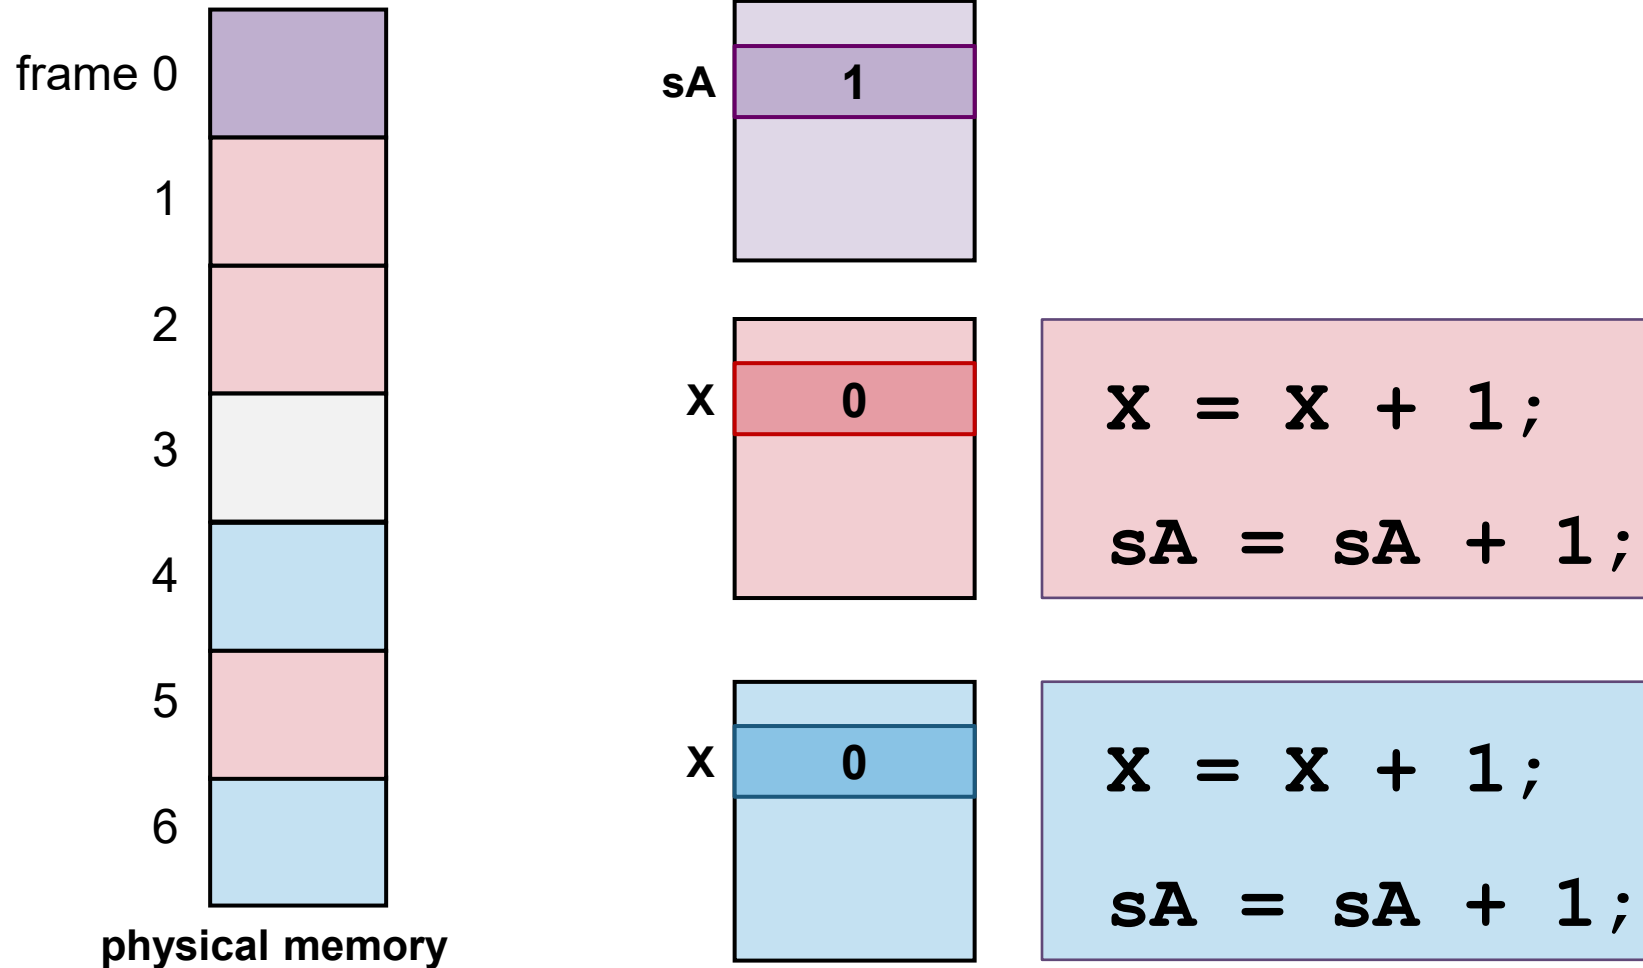 frame 0
1
2
3
4
5
6
physical memory
sA 1
X 0
X = X + 1;
sA = sA + 1;
X 0
X = X + 1;
sA = sA + 1;